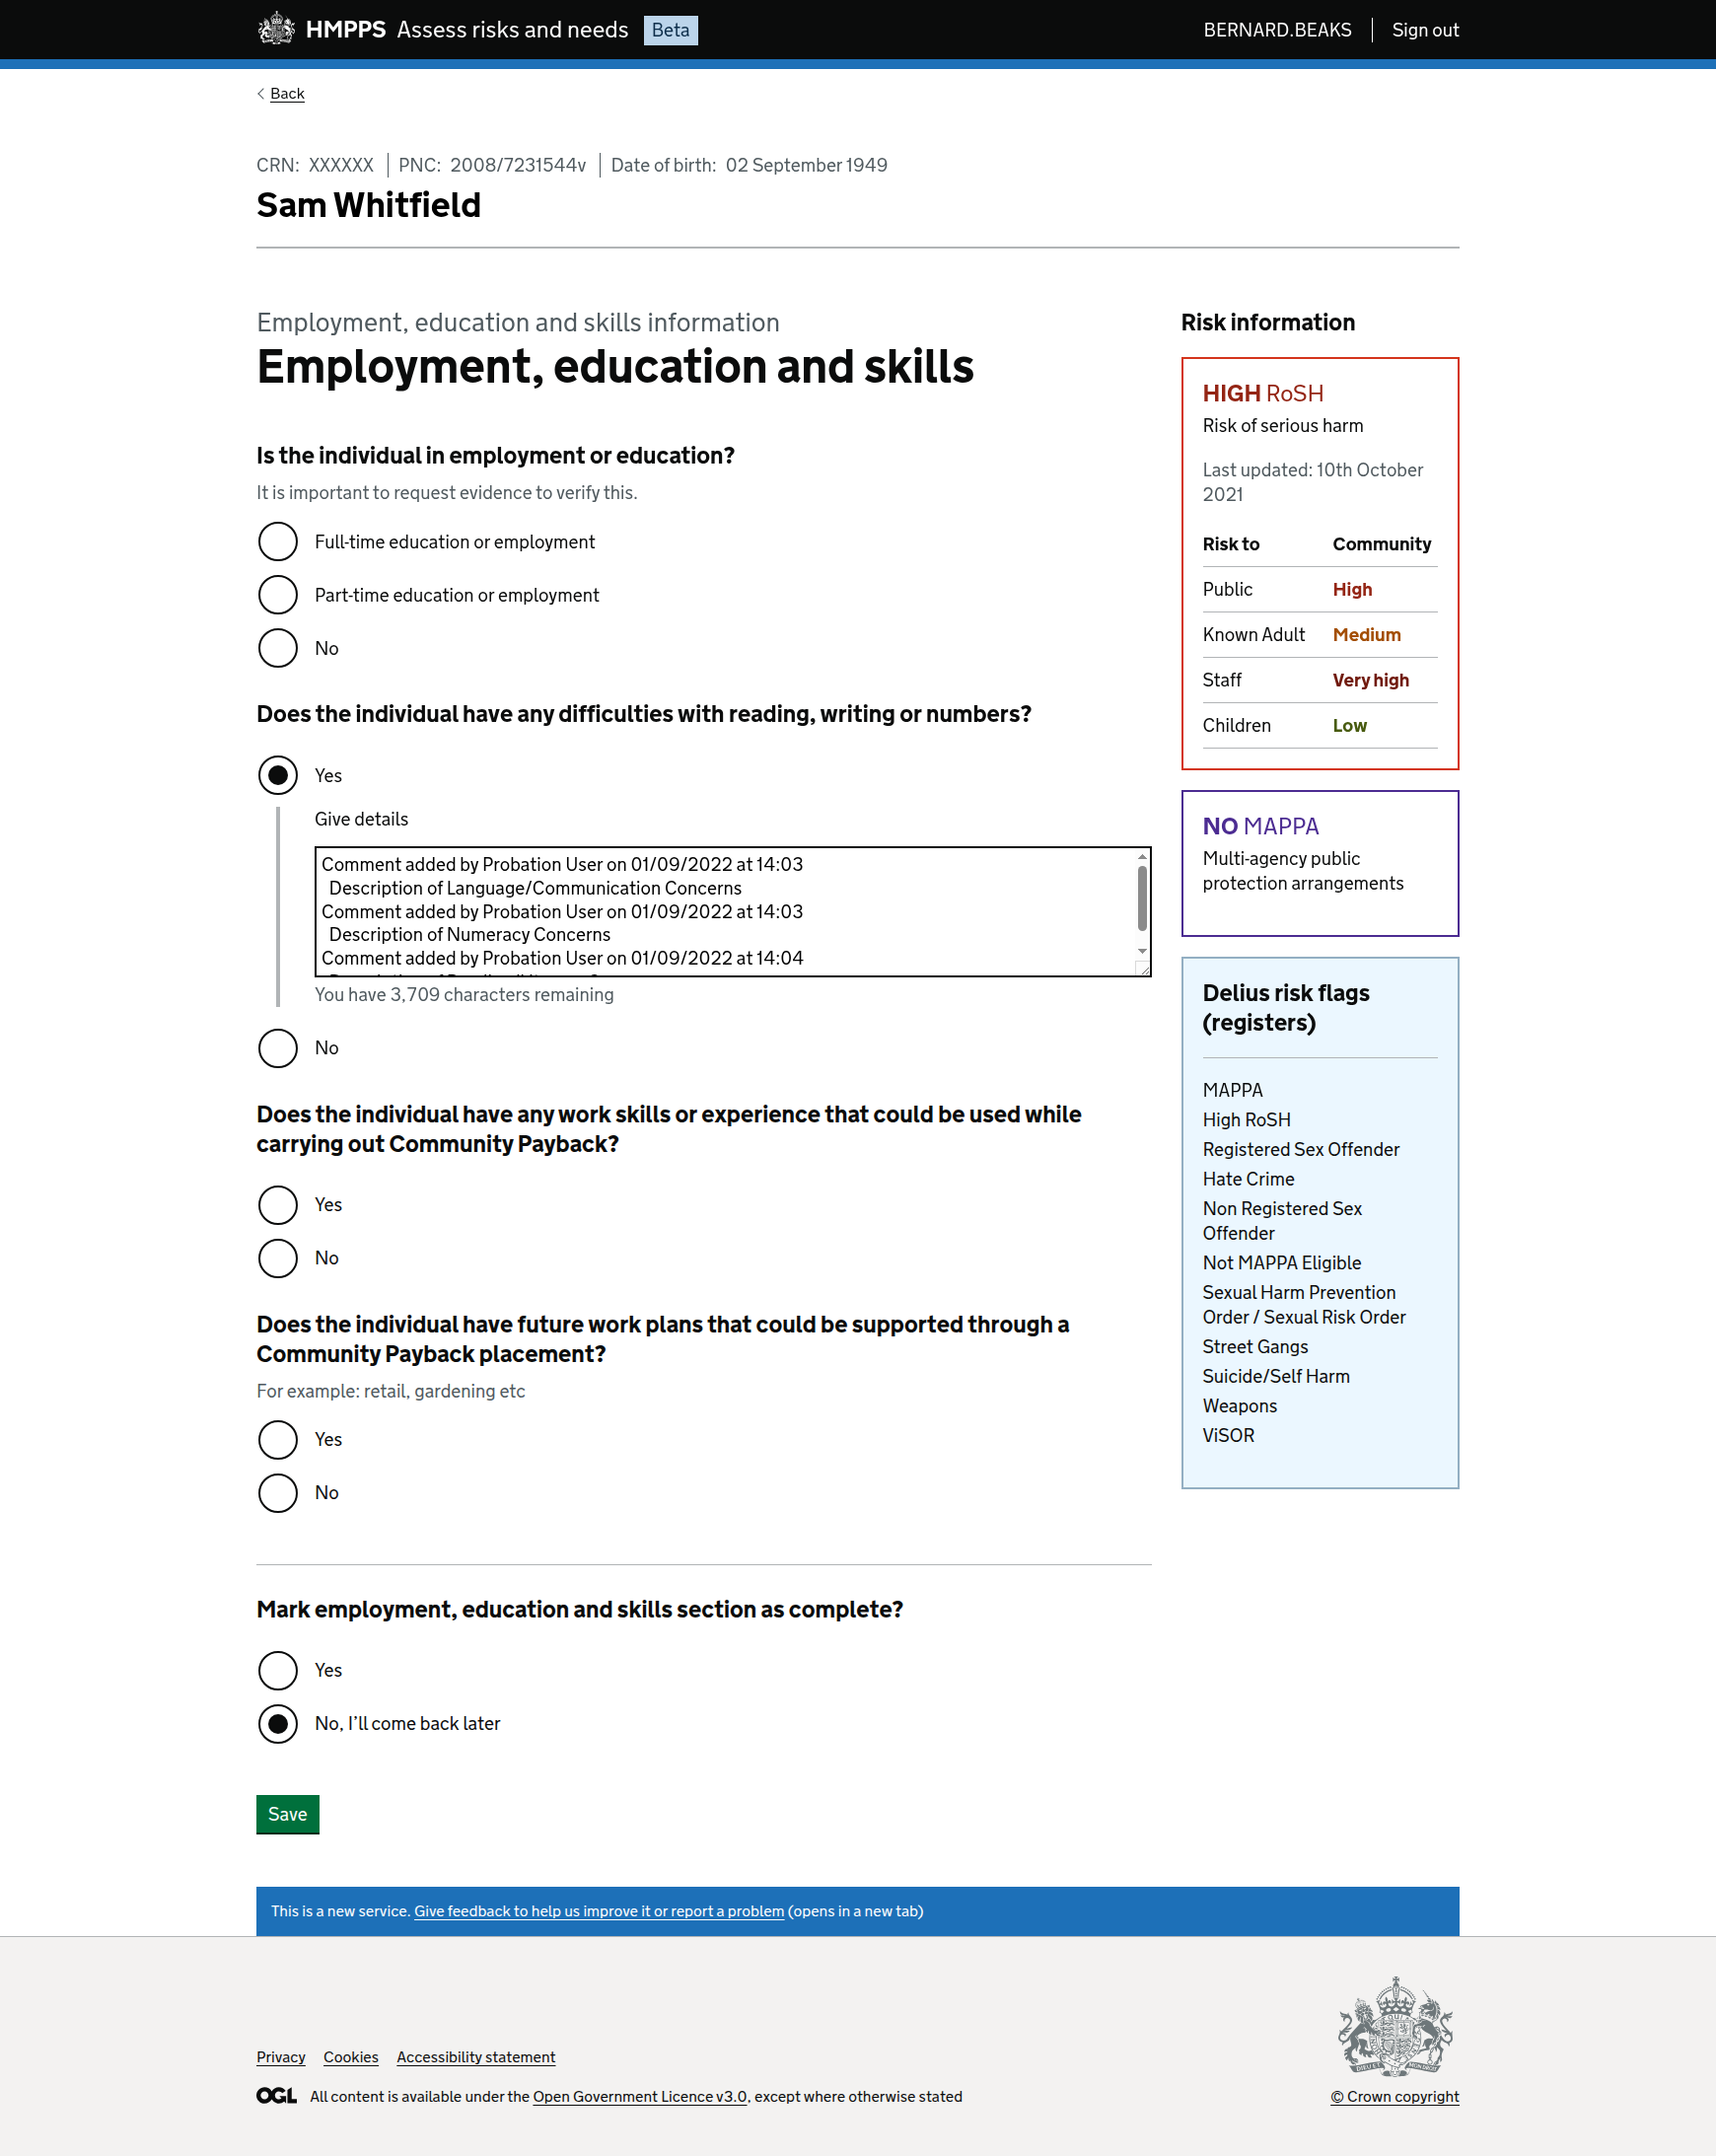 HMPPS Assess risks and needs Beta BERNARD.BEAKS Sign out
Back
CRN: XXXXXX PNC: 2008/7231544v Date of birth: 02 September 1949
Sam Whitfield
Employment, education and skills information
Employment, education and skills
Is the individual in employment or education?
It is important to request evidence to verify this.
Full-time education or employment
Part-time education or employment
No
Does the individual have any difficulties with reading, writing or numbers?
Yes
Give details
Comment added by Probation User on 01/09/2022 at 14:03
Description of Language/Communication Concerns
Comment added by Probation User on 01/09/2022 at 14:03
Description of Numeracy Concerns
Comment added by Probation User on 01/09/2022 at 14:04
You have 3,709 characters remaining
No
Does the individual have any work skills or experience that could be used while
carrying out Community Payback?
Yes
No
Does the individual have future work plans that could be supported through a
Community Payback placement?
For example: retail, gardening etc
Yes
No
Mark employment, education and skills section as complete?
Yes
No, I’ll come back later
Save
Risk information
HIGH RoSH
Risk of serious harm
Last updated: 10th October
2021
Risk to Community
Public High
Known Adult Medium
Staff Very high
Children Low
NO MAPPA
Multi-agency public
protection arrangements
Delius risk flags
(registers)
MAPPA
High RoSH
Registered Sex Offender
Hate Crime
Non Registered Sex
Offender
Not MAPPA Eligible
Sexual Harm Prevention
Order / Sexual Risk Order
Street Gangs
Suicide/Self Harm
Weapons
ViSOR
This is a new service. Give feedback to help us improve it or report a problem (opens in a new tab)
Privacy Cookies Accessibility statement
OGL All content is available under the Open Government Licence v3.0, except where otherwise stated
© Crown copyright